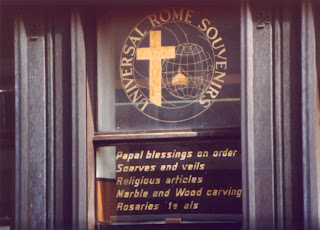 UNIVERSAL ROME SOUVENIRS
Papal blessings on order
Scarves and veils
Religious articles
Marble and Wood carving
Rosaries